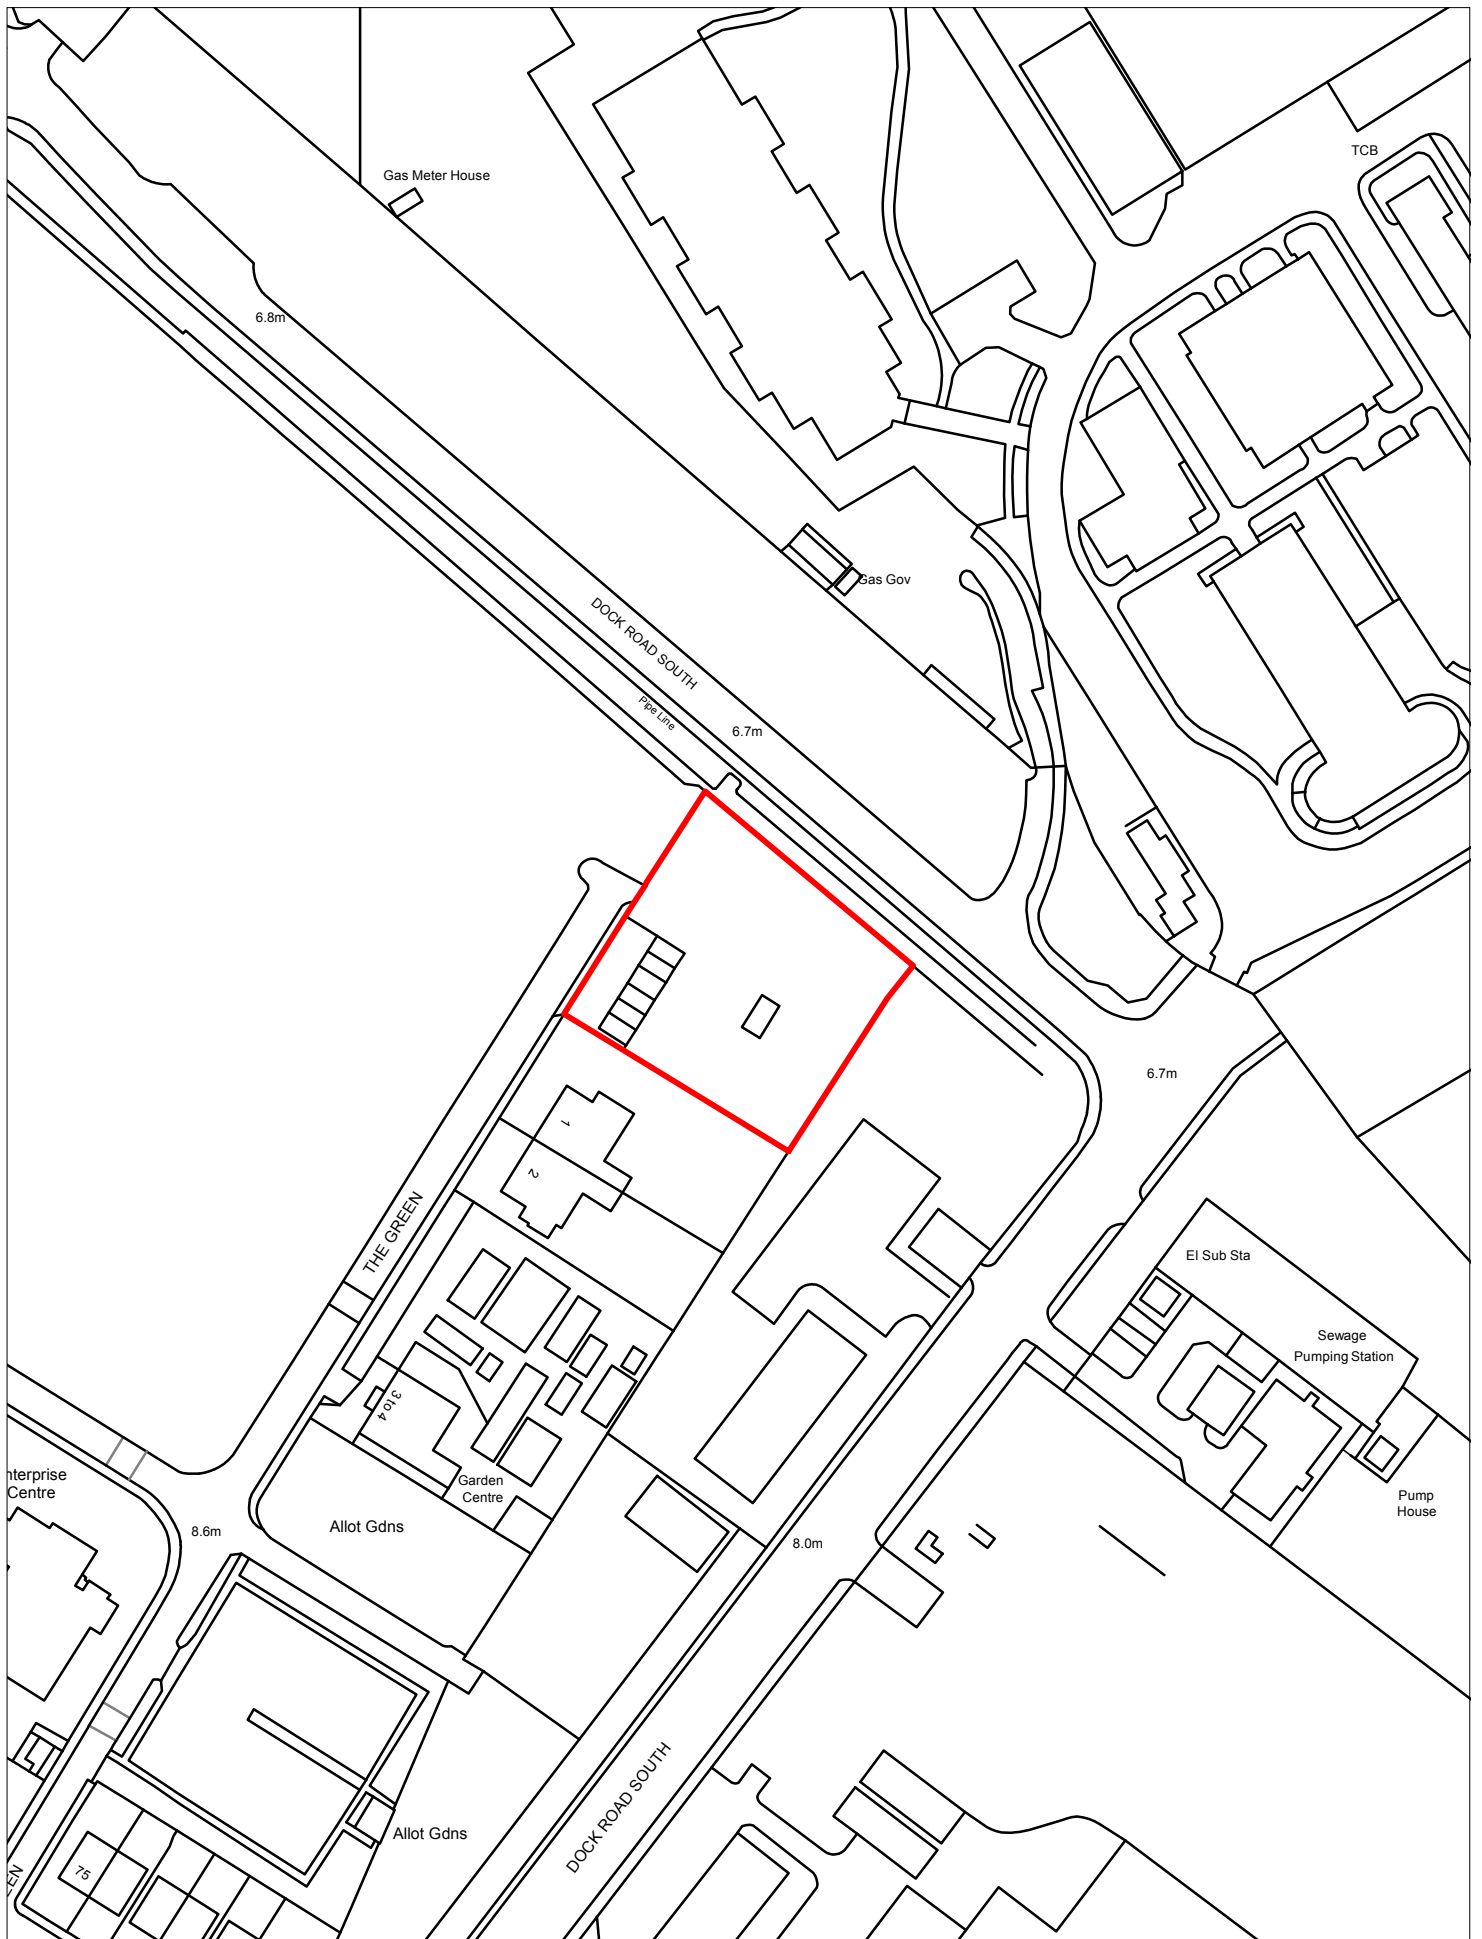 TCB
Gas Meter House
6.8m
Gas Gov
DOCK ROAD SOUTH
Pipe Line
6.7m
6.7m
1
2
THE GREEN
El Sub Sta
Sewage
Pumping Station
3 to 4
Garden
Centre
nterprise
Centre
Pump
House
Allot Gdns
8.6m
8.0m
DOCK ROAD SOUTH
Allot Gdns
75
EEN